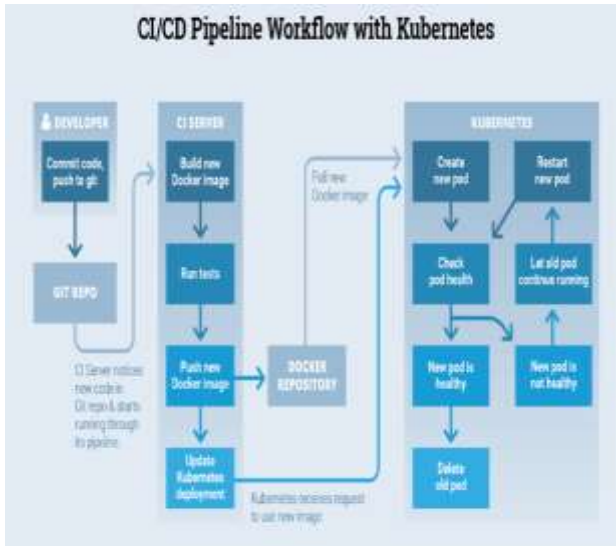 CI/CD Pipeline Workflow with Kubernetes
DEVELOPER
Commit code,
push to git
GIT REPO
CI Server notices
new code in
Git repo & starts
running through
its pipeline
CI SERVER
Build new
Docker image
Run tests
Push new
Docker image
Update
Kubernetes
deployment
DOCKER
REPOSITORY
Pull new
Docker image
Kubernetes receives request
to use new image
KUBERNETES
Create
new pod
Restart
new pod
Check
pod health
Let old pod
continue running
New pod is
healthy
New pod is
not healthy
Delete
old pod